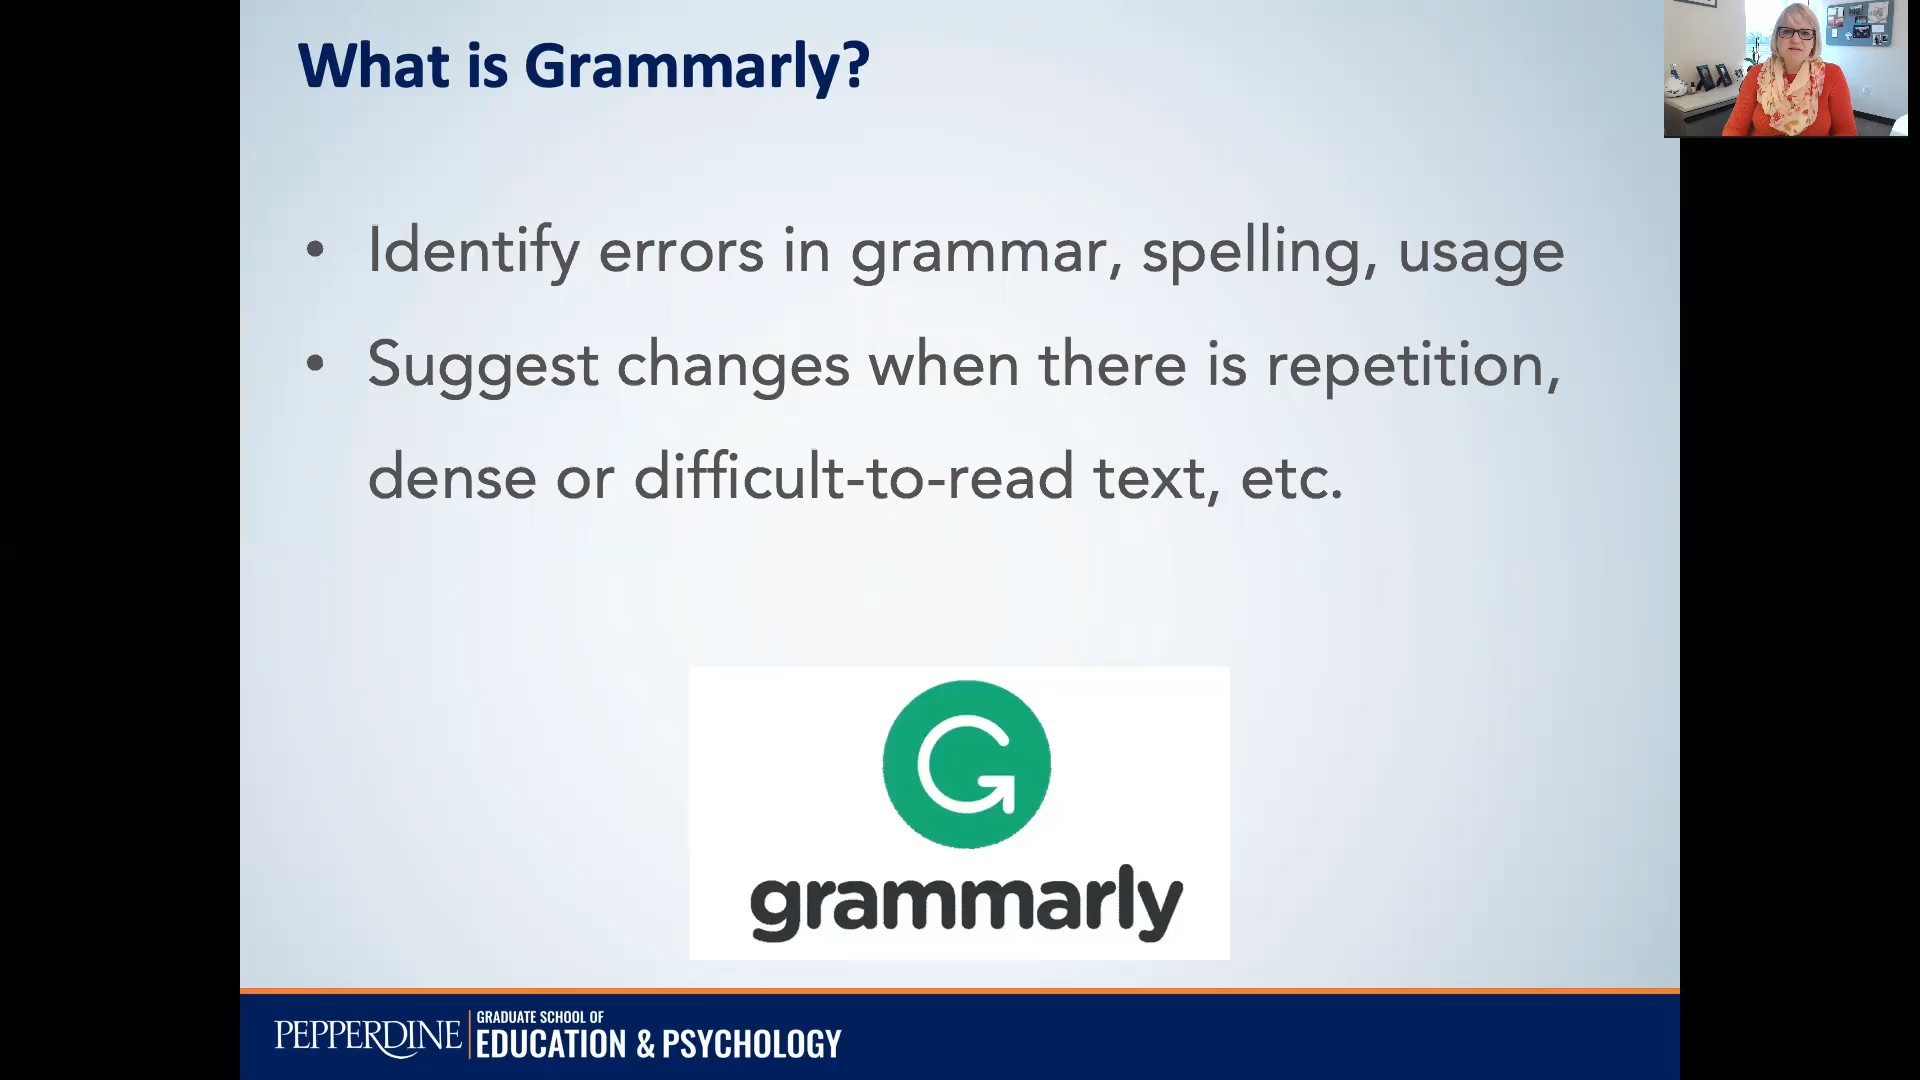 What is Grammarly?
• Identify errors in grammar, spelling, usage
• Suggest changes when there is repetition,
dense or difficult-to-read text, etc.
G
grammarly
PEPPERDINE
GRADUATE SCHOOL OF
EDUCATION & PSYCHOLOGY